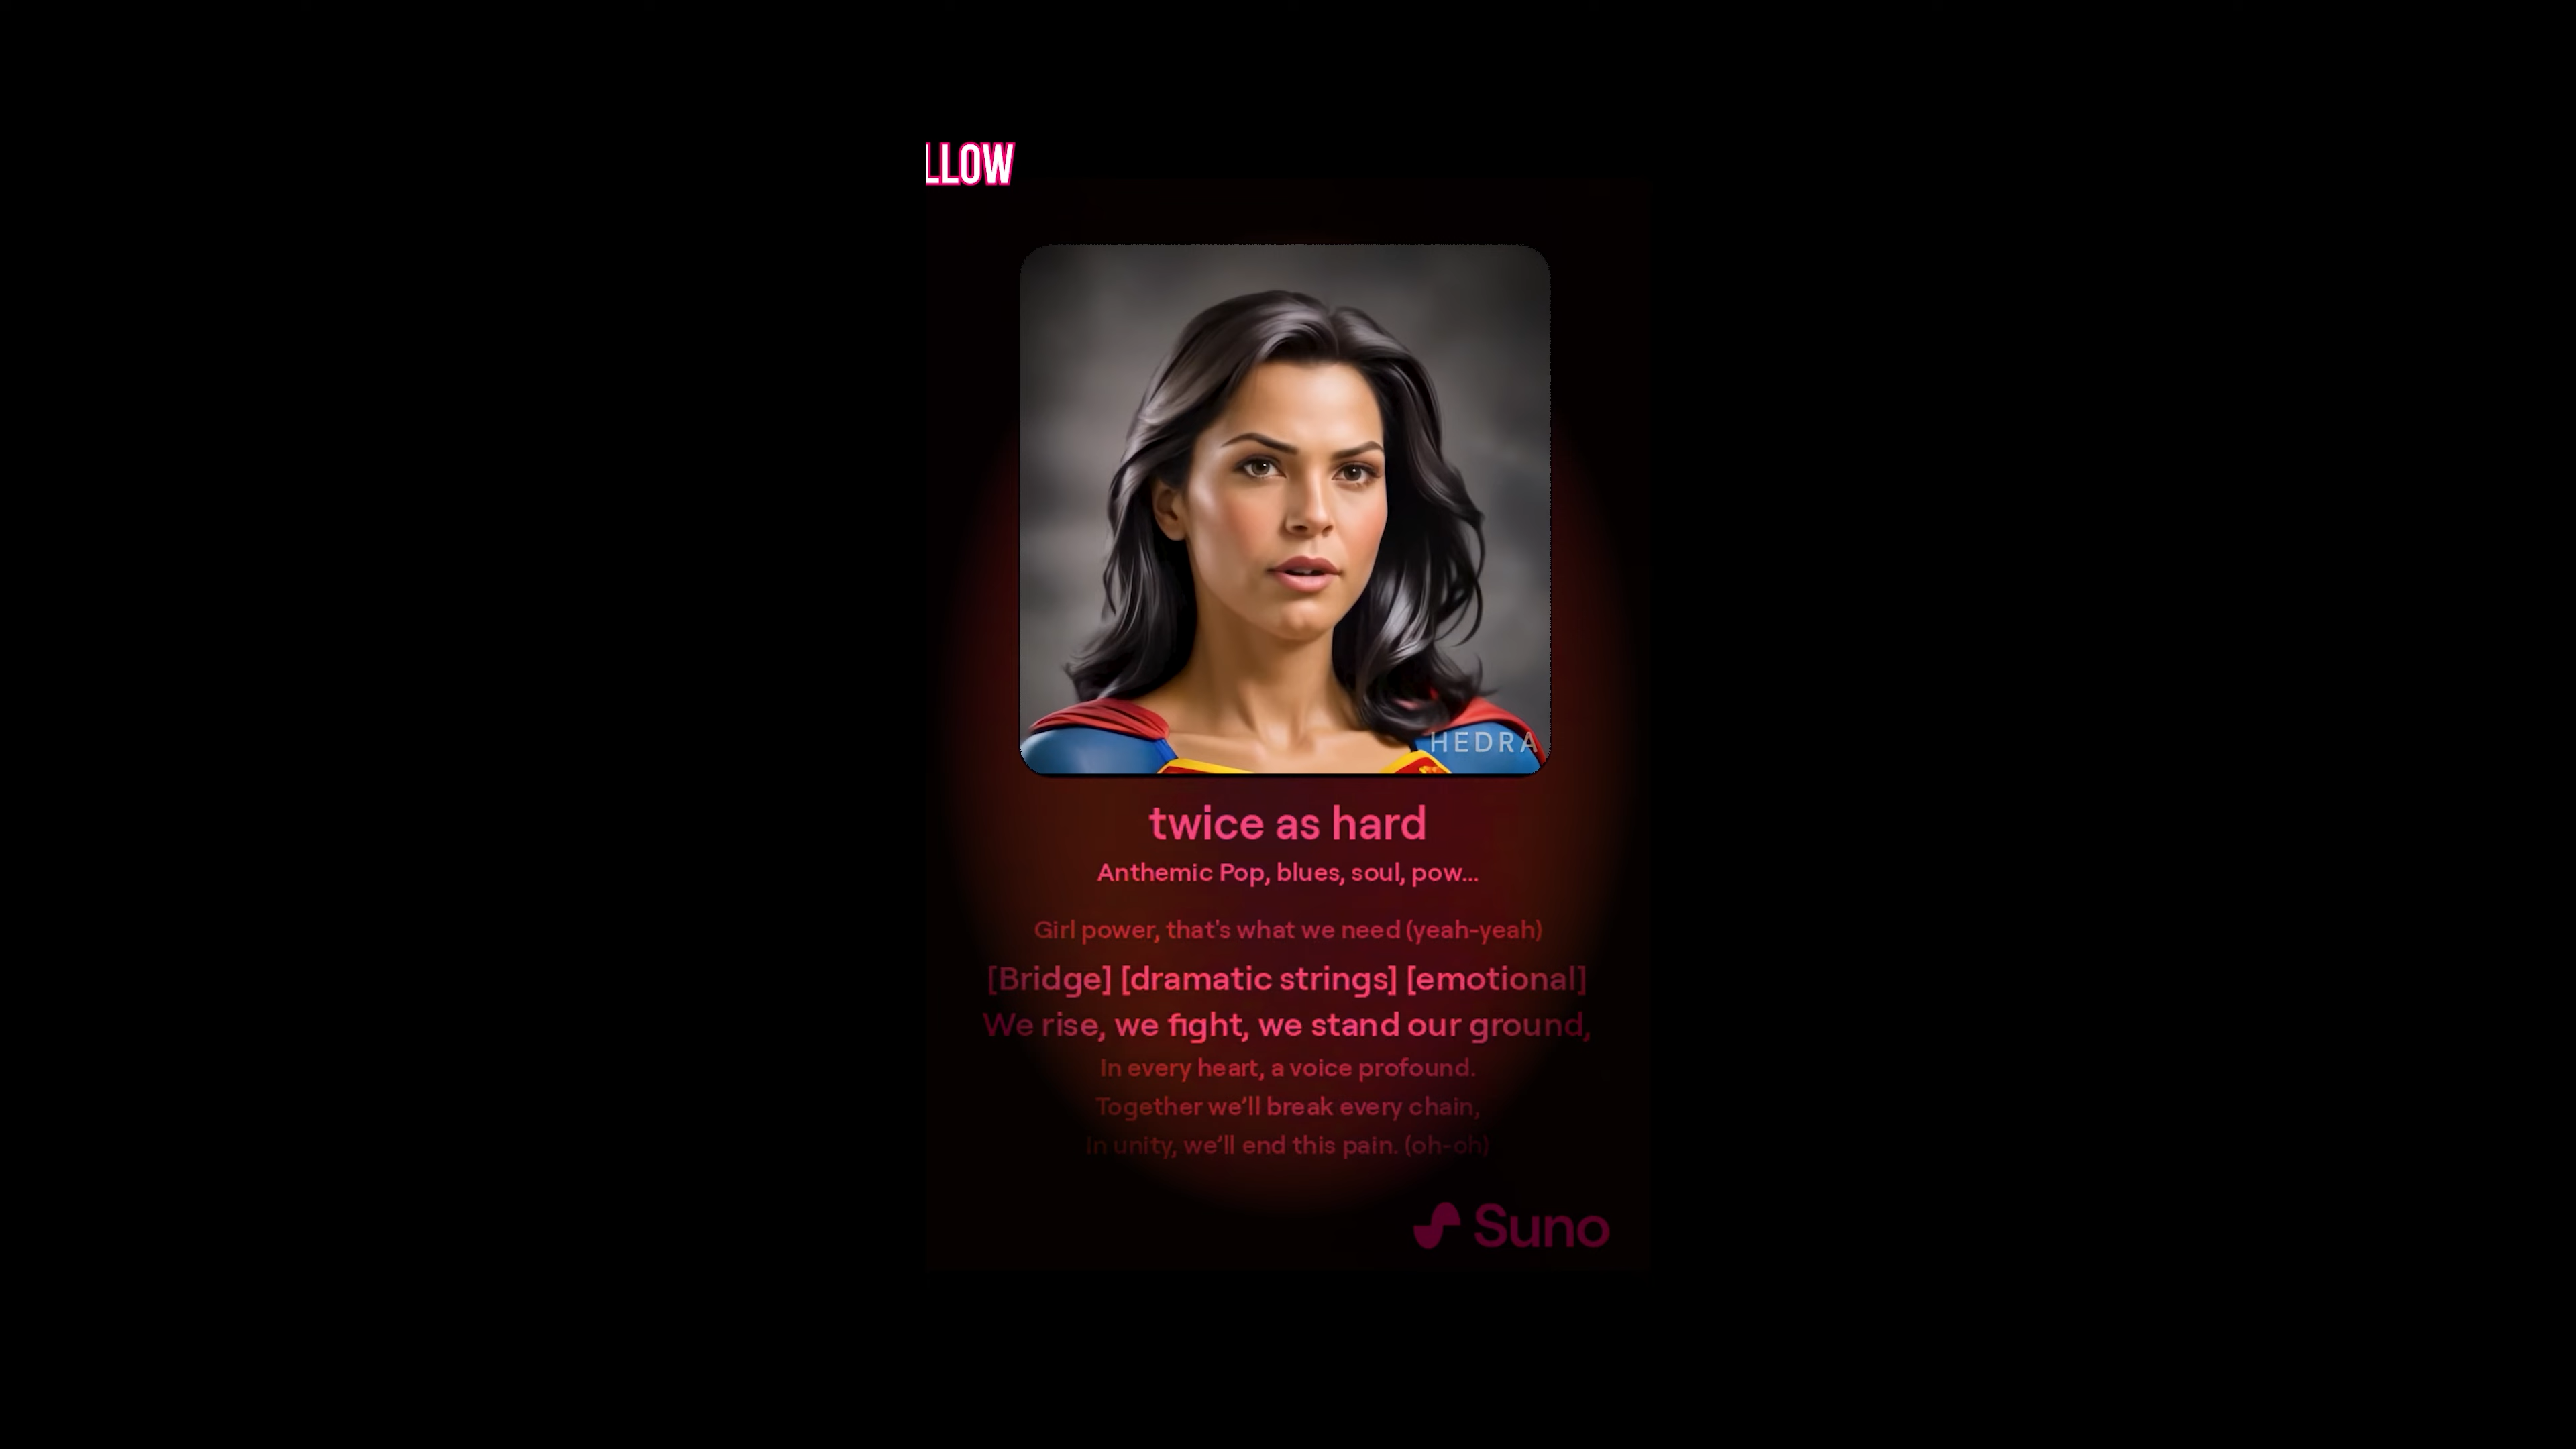 LLOW
HEDRA
twice as hard
Anthemic Pop, blues, soul, pow...
Girl power, that's what we need (yeah-yeah)
[Bridge] [dramatic strings] [emotional]
We rise, we fight, we stand our ground,
In every heart, a voice profound.
Together we’ll break every chain,
In unity, we’ll end this pain. (oh-oh)
Suno